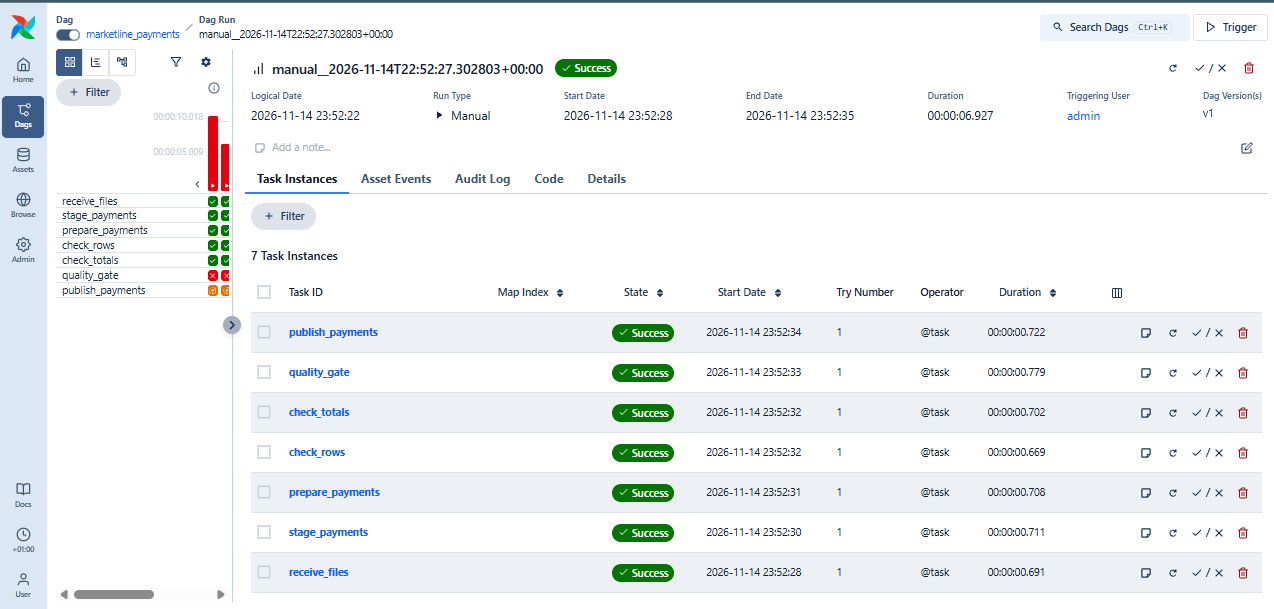 Dag
marketline_payments
/
Dag Run
manual__2026-11-14T22:52:27.302803+00:00
Search Dags Ctrl+K
Trigger
Home
Dags
Assets
Browse
Admin
Docs
+01:00
User
+ Filter
00:00:10.018
00:00:05.009
receive_files
stage_payments
prepare_payments
check_rows
check_totals
quality_gate
publish_payments
manual__2026-11-14T22:52:27.302803+00:00 Success
/
Logical Date Run Type Start Date End Date Duration Triggering User Dag Version(s)
2026-11-14 23:52:22 Manual 2026-11-14 23:52:28 2026-11-14 23:52:35 00:00:06.927 admin v1
Add a note...
Task Instances Asset Events Audit Log Code Details
+ Filter
7 Task Instances
Task ID Map Index State Start Date Try Number Operator Duration
publish_payments Success 2026-11-14 23:52:34 1 @task 00:00:00.722 /
quality_gate Success 2026-11-14 23:52:33 1 @task 00:00:00.779 /
check_totals Success 2026-11-14 23:52:32 1 @task 00:00:00.702 /
check_rows Success 2026-11-14 23:52:32 1 @task 00:00:00.669 /
prepare_payments Success 2026-11-14 23:52:31 1 @task 00:00:00.708 /
stage_payments Success 2026-11-14 23:52:30 1 @task 00:00:00.711 /
receive_files Success 2026-11-14 23:52:28 1 @task 00:00:00.691 /